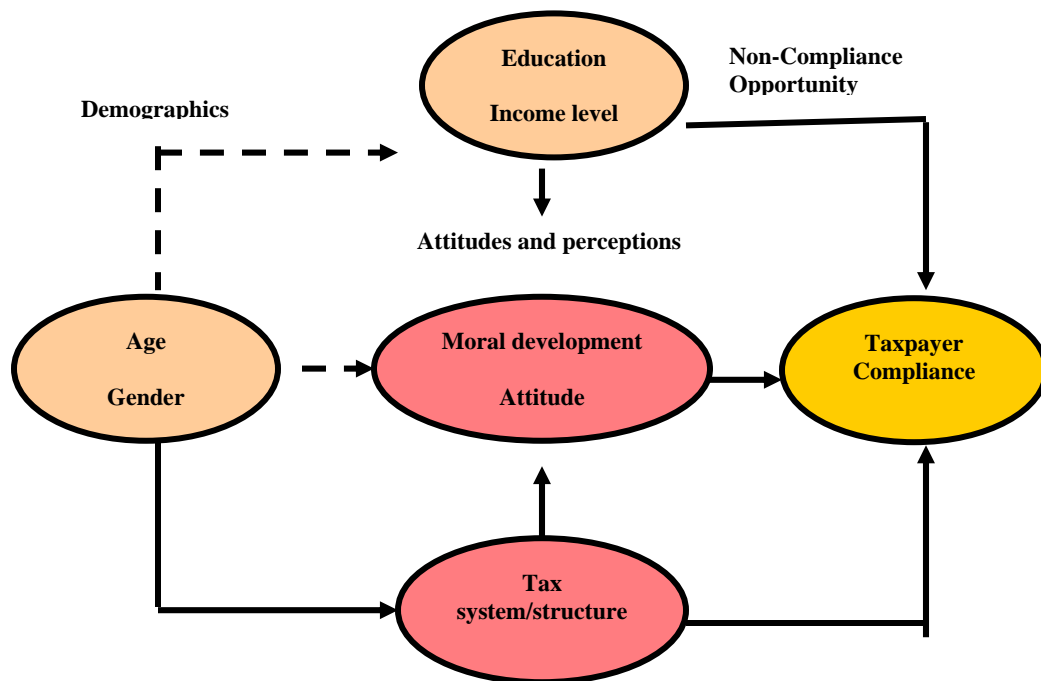 Education
Income level
Non-Compliance
Opportunity
Demographics
Attitudes and perceptions
Age
Gender
Moral development
Attitude
Taxpayer
Compliance
Tax
system/structure